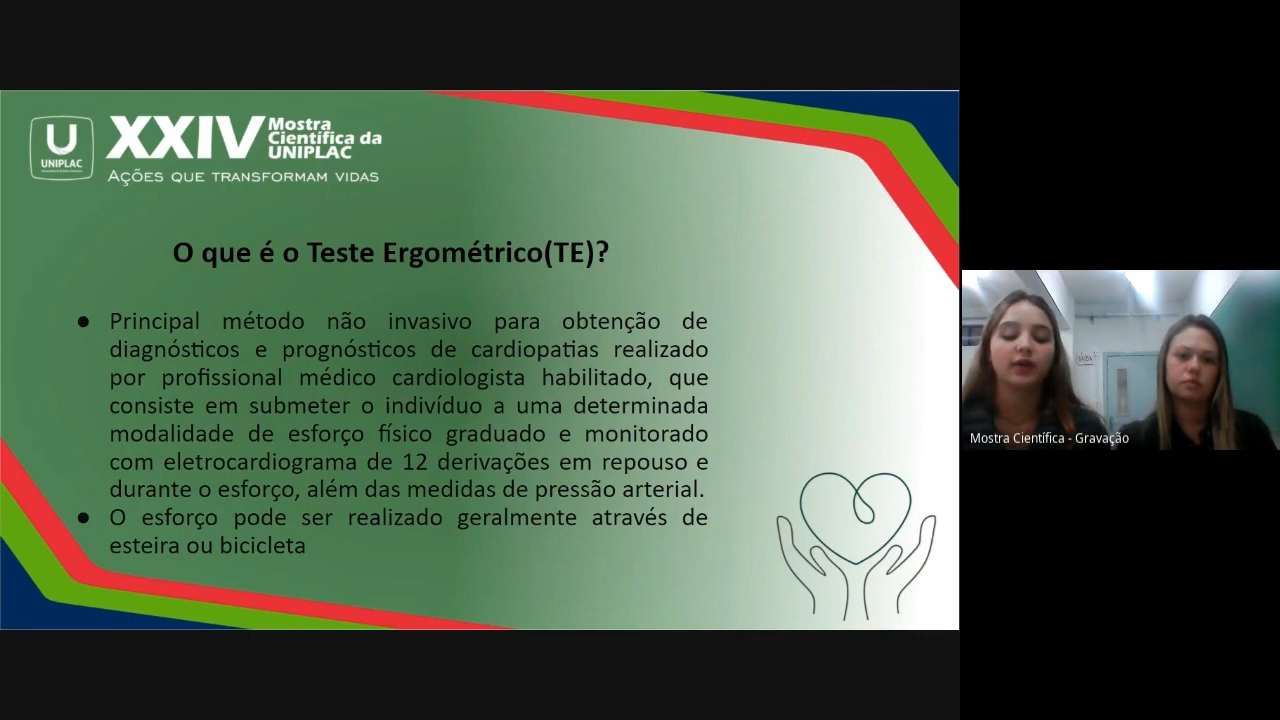 U
UNIPLAC
XXIV Mostra
Científica da
UNIPLAC
AÇÕES QUE TRANSFORMAM VIDAS
O que é o Teste Ergométrico(TE)?
● Principal método não invasivo para obtenção de
diagnósticos e prognósticos de cardiopatias realizado
por profissional médico cardiologista habilitado, que
consiste em submeter o indivíduo a uma determinada
modalidade de esforço físico graduado e monitorado
com eletrocardiograma de 12 derivações em repouso e
durante o esforço, além das medidas de pressão arterial.
● O esforço pode ser realizado geralmente através de
esteira ou bicicleta
Mostra Científica - Gravação